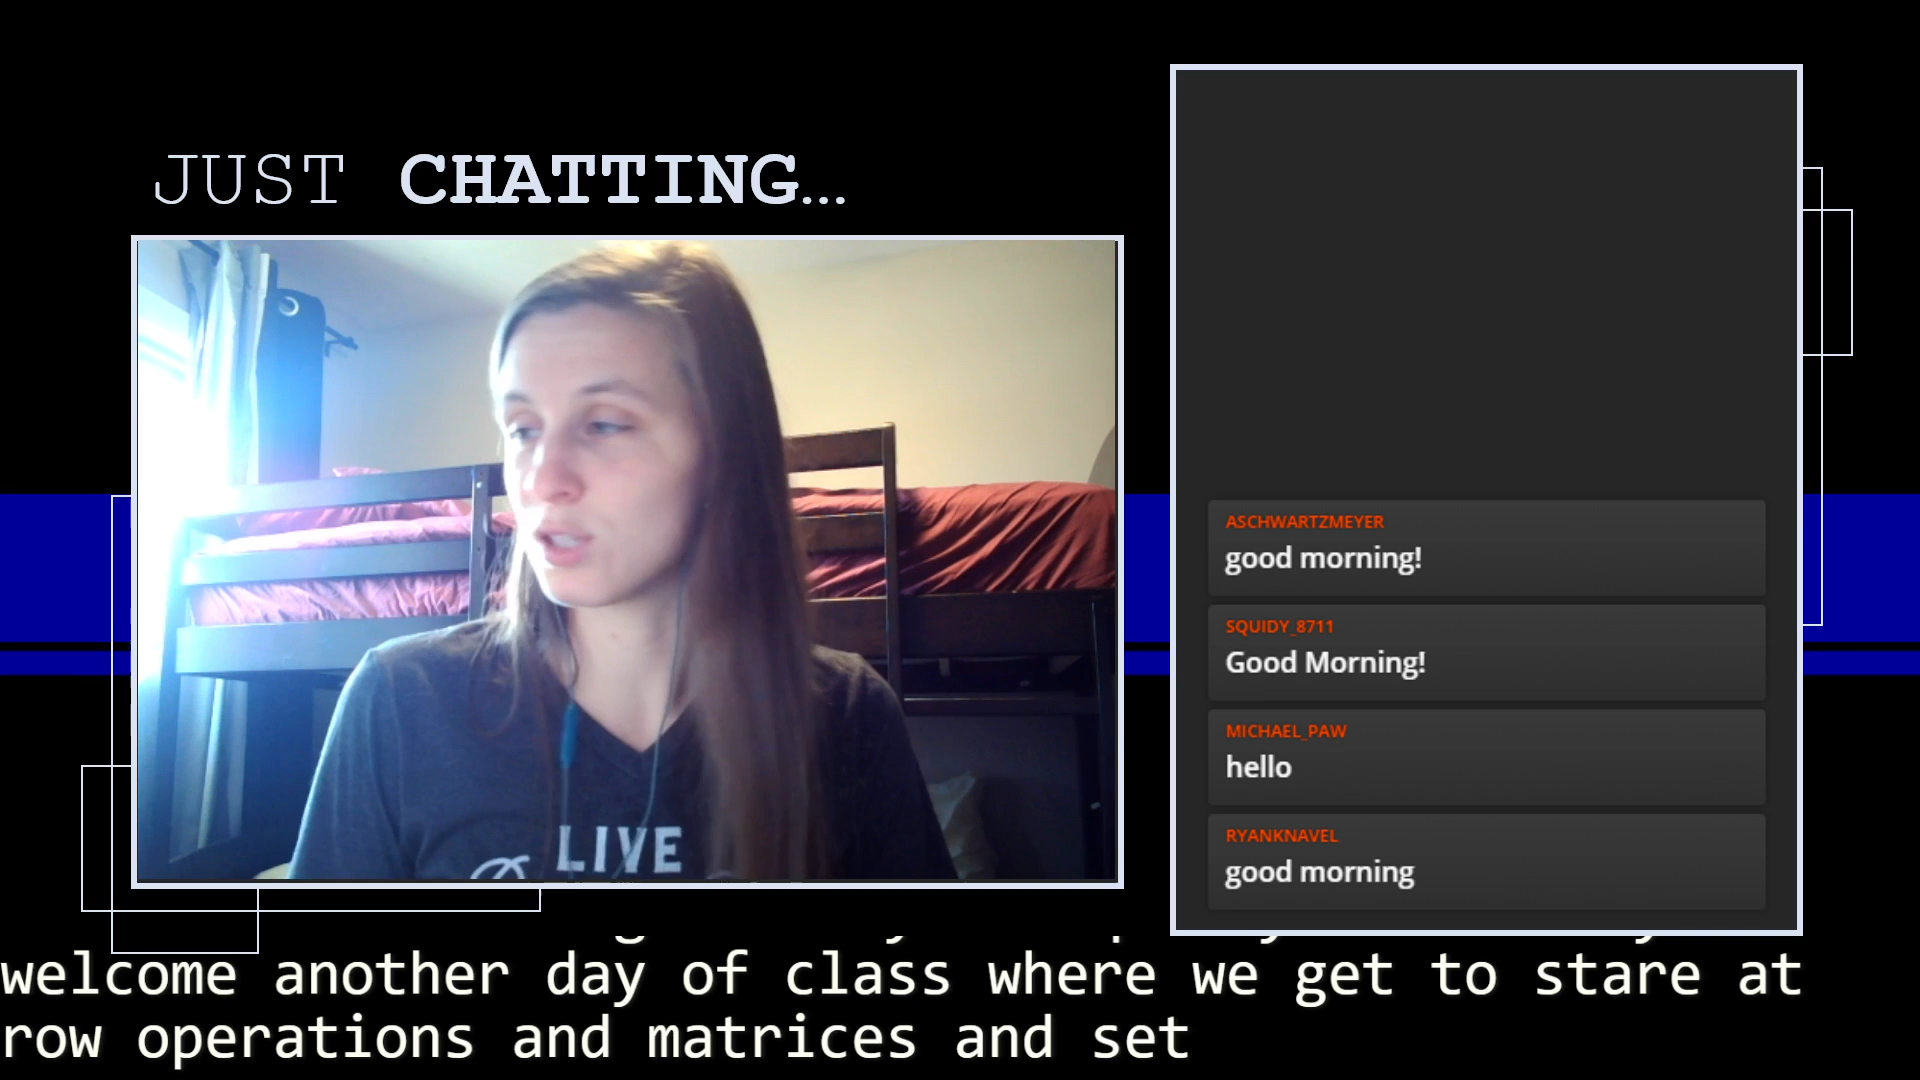 JUST CHATTING...
LIVE
ASCHWARTZMEYER
good morning!
SQUIDY_8711
Good Morning!
MICHAEL_PAW
hello
RYANKNAVEL
good morning
welcome another day of class where we get to stare at
row operations and matrices and set